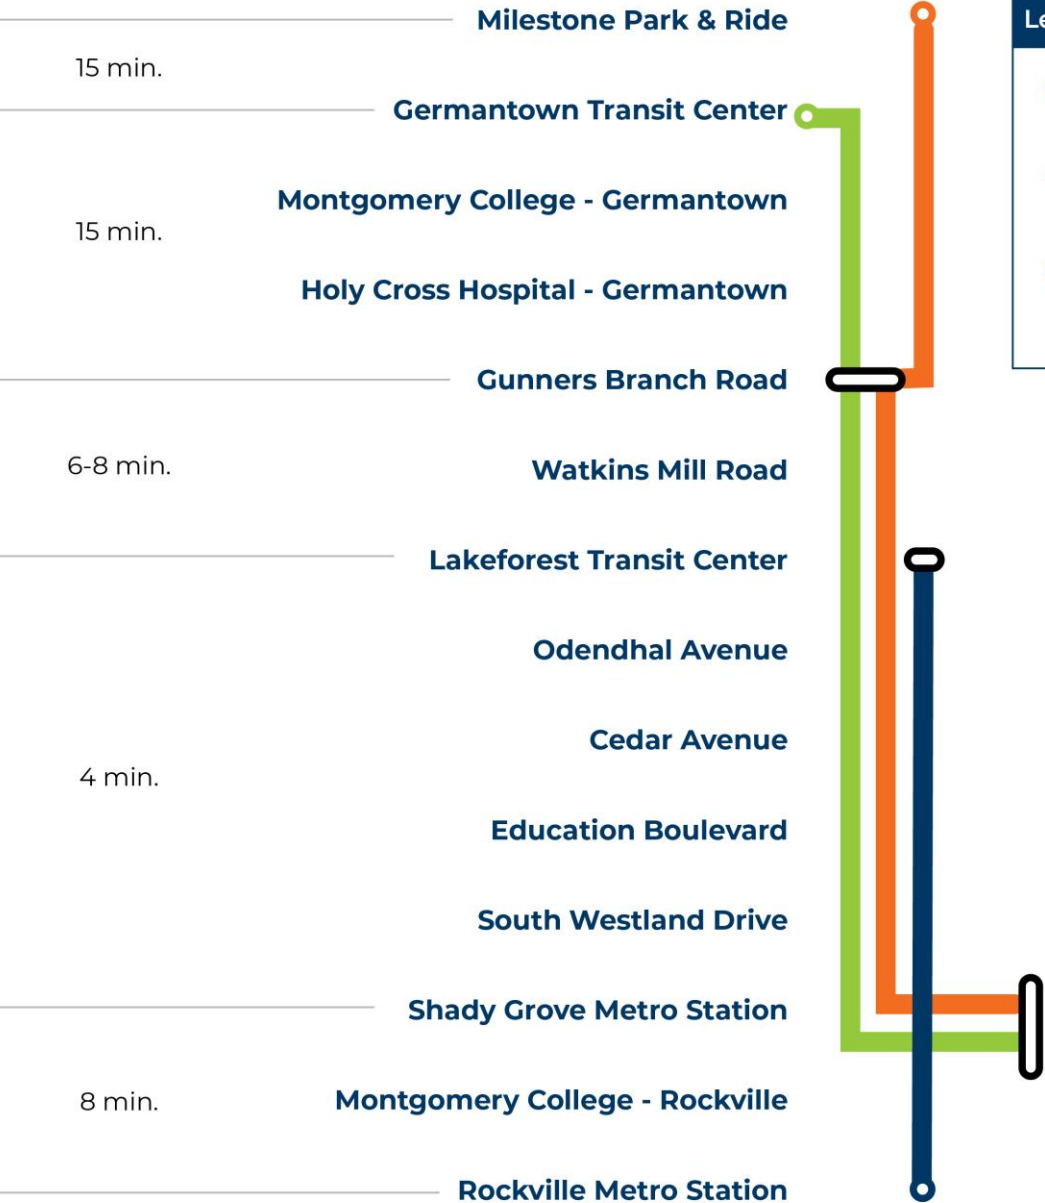 Milestone Park & Ride
15 min.
Germantown Transit Center
Montgomery College - Germantown
15 min.
Holy Cross Hospital - Germantown
Gunners Branch Road
6-8 min.
Watkins Mill Road
Lakeforest Transit Center
Odendhal Avenue
Cedar Avenue
4 min.
Education Boulevard
South Westland Drive
Shady Grove Metro Station
8 min.
Montgomery College - Rockville
Rockville Metro Station